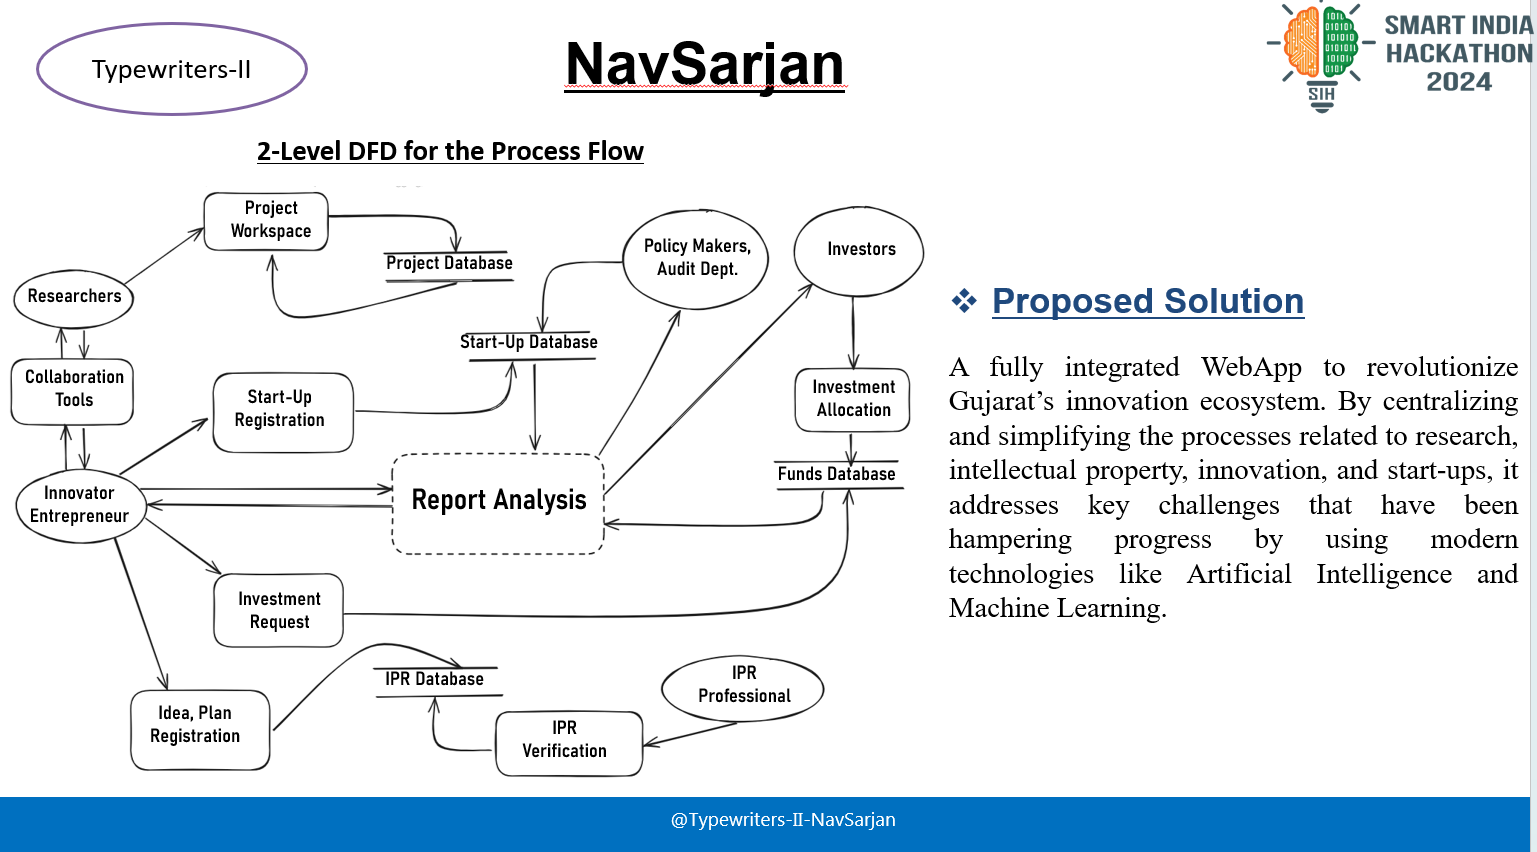 Typewriters-II
NavSarjan
SMART INDIA
HACKATHON
2024
SIH
2-Level DFD for the Process Flow
Project
Workspace
Project Database
Policy Makers,
Audit Dept.
Investors
Researchers
Start-Up Database
Collaboration
Tools
Start-Up
Registration
Investment
Allocation
Innovator
Entrepreneur
Report Analysis
Funds Database
Investment
Request
IPR Database
IPR
Professional
Idea, Plan
Registration
IPR
Verification
❖ Proposed Solution
A fully integrated WebApp to revolutionize
Gujarat’s innovation ecosystem. By centralizing
and simplifying the processes related to research,
intellectual property, innovation, and start-ups, it
addresses key challenges that have been
hampering progress by using modern
technologies like Artificial Intelligence and
Machine Learning.
@Typewriters-II-NavSarjan